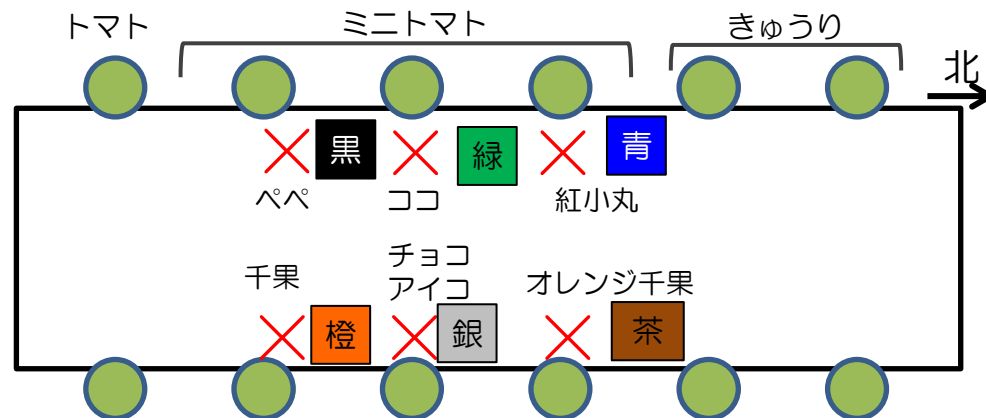 トマト
ミニトマト
きゅうり
北
黒
緑
青
ペペ
ココ
紅小丸
千果
チョコ
アイコ
オレンジ千果
橙
銀
茶